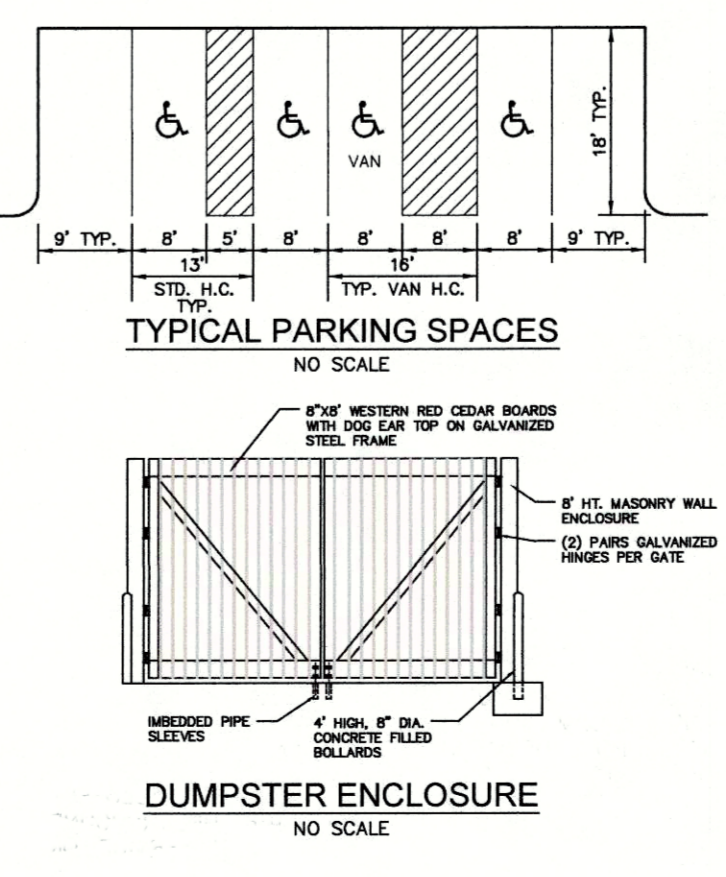 VAN
18' TYP.
9' TYP. 8' 5' 8' 8' 8' 8' 9' TYP.
13' 16'
STD. H.C. TYP. VAN H.C.
TYP.
TYPICAL PARKING SPACES
NO SCALE
8"X8' WESTERN RED CEDAR BOARDS
WITH DOG EAR TOP ON GALVANIZED
STEEL FRAME
8' HT. MASONRY WALL
ENCLOSURE
(2) PAIRS GALVANIZED
HINGES PER GATE
IMBEDDED PIPE
SLEEVES
4' HIGH, 8" DIA.
CONCRETE FILLED
BOLLARDS
DUMPSTER ENCLOSURE
NO SCALE